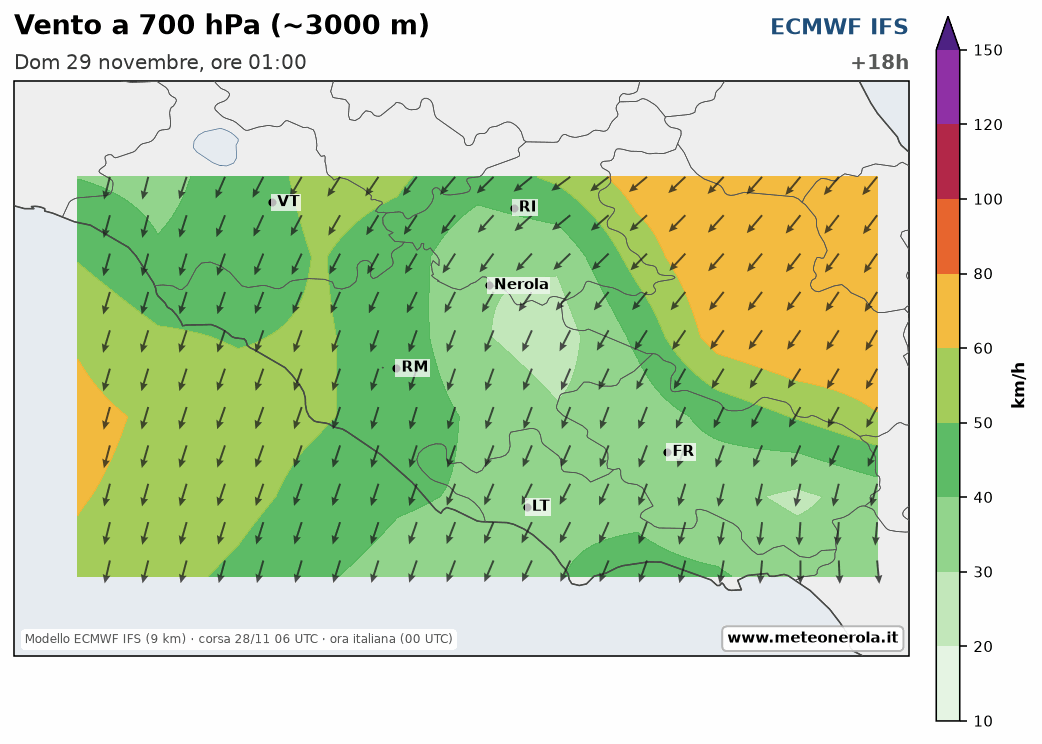 Vento a 700 hPa (~3000 m)
ECMWF IFS
Dom 29 novembre, ore 01:00
+18h
150
120
100
80
60
50
40
30
20
10
km/h
VT
RI
Nerola
RM
FR
LT
Modello ECMWF IFS (9 km) · corsa 28/11 06 UTC · ora italiana (00 UTC)
www.meteonerola.it